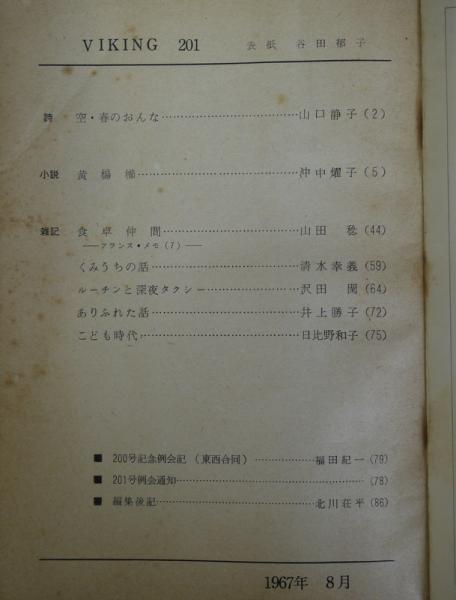 VIKING 201 表紙 谷田郁子
詩 空・春のおんな……………………………山口静子(2)
小説 黄楊櫛……………………………沖中燿子(5)
雑記 食卓仲間……………………………山田稔(44)
――フランス・メモ(7)――
くみうちの話……………………………清水幸義(59)
ルーチンと深夜タクシー……………………沢田閏(64)
ありふれた話……………………………井上勝子(72)
こども時代……………………………日比野和子(75)
■ 200号記念例会記(東西合同)……………福田紀一(79)
■ 201号例会通知……………………………(78)
■ 編集後記……………………………北川荘平(86)
1967年 8月